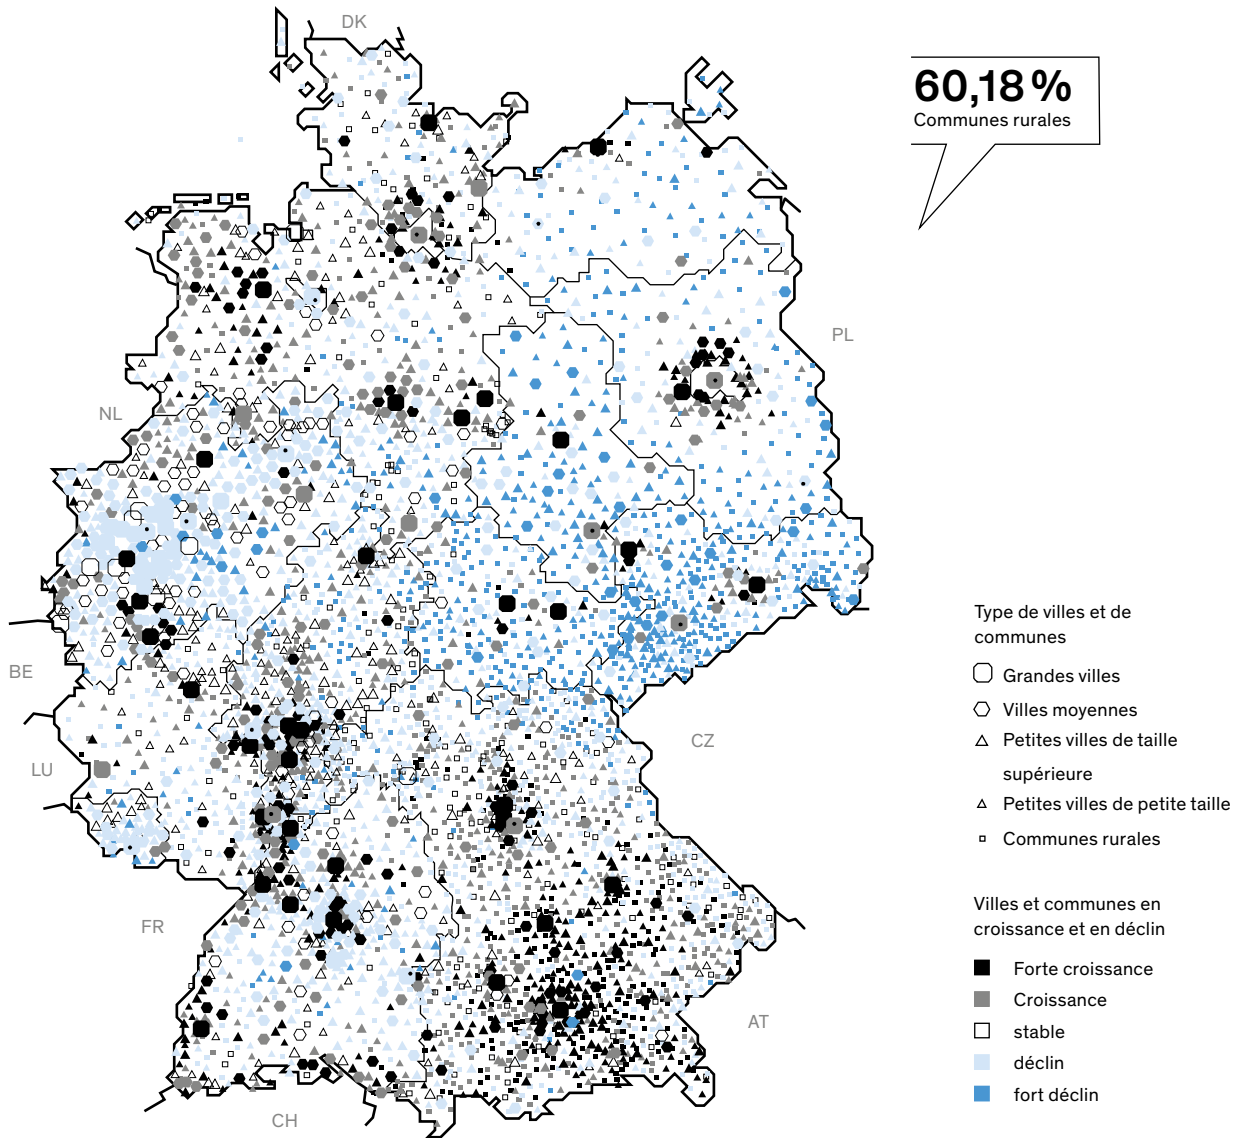 DK
60,18 %
Communes rurales
PL
NL
BE
LU
CZ
FR
AT
CH
Type de villes et de
communes
Grandes villes
Villes moyennes
Petites villes de taille
supérieure
Petites villes de petite taille
Communes rurales
Villes et communes en
croissance et en déclin
Forte croissance
Croissance
stable
déclin
fort déclin